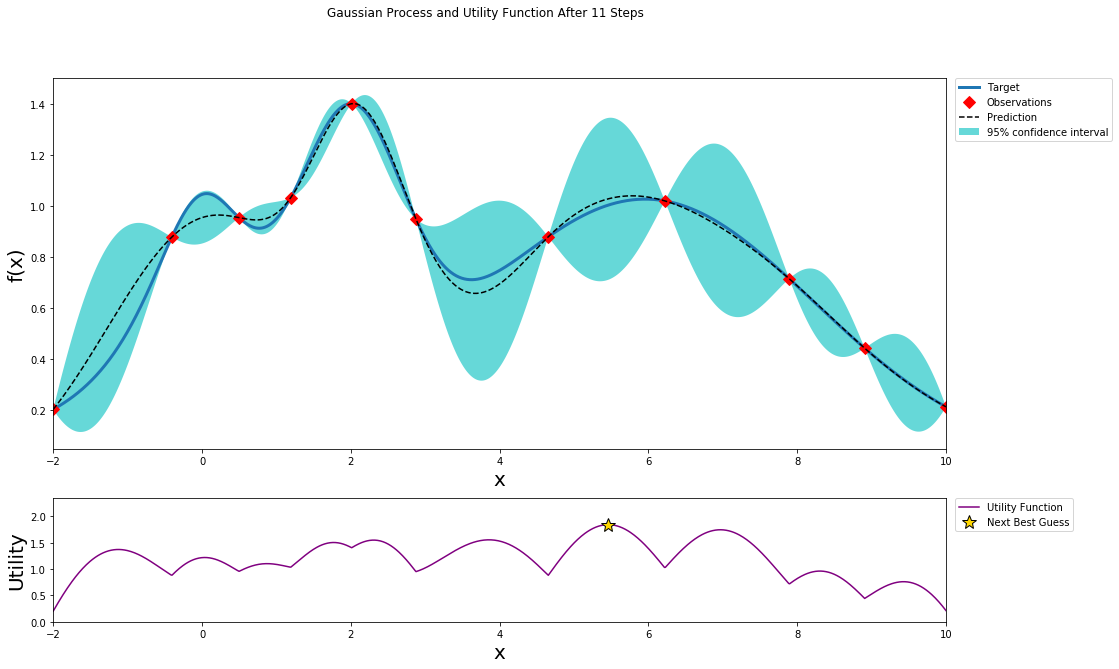 Gaussian Process and Utility Function After 11 Steps
Target
Observations
Prediction
95% confidence interval
f(x)
1.4
1.2
1.0
0.8
0.6
0.4
0.2
−2
0
2
4
6
8
10
x
Utility Function
Next Best Guess
Utility
2.0
1.5
1.0
0.5
0.0
−2
0
2
4
6
8
10
x